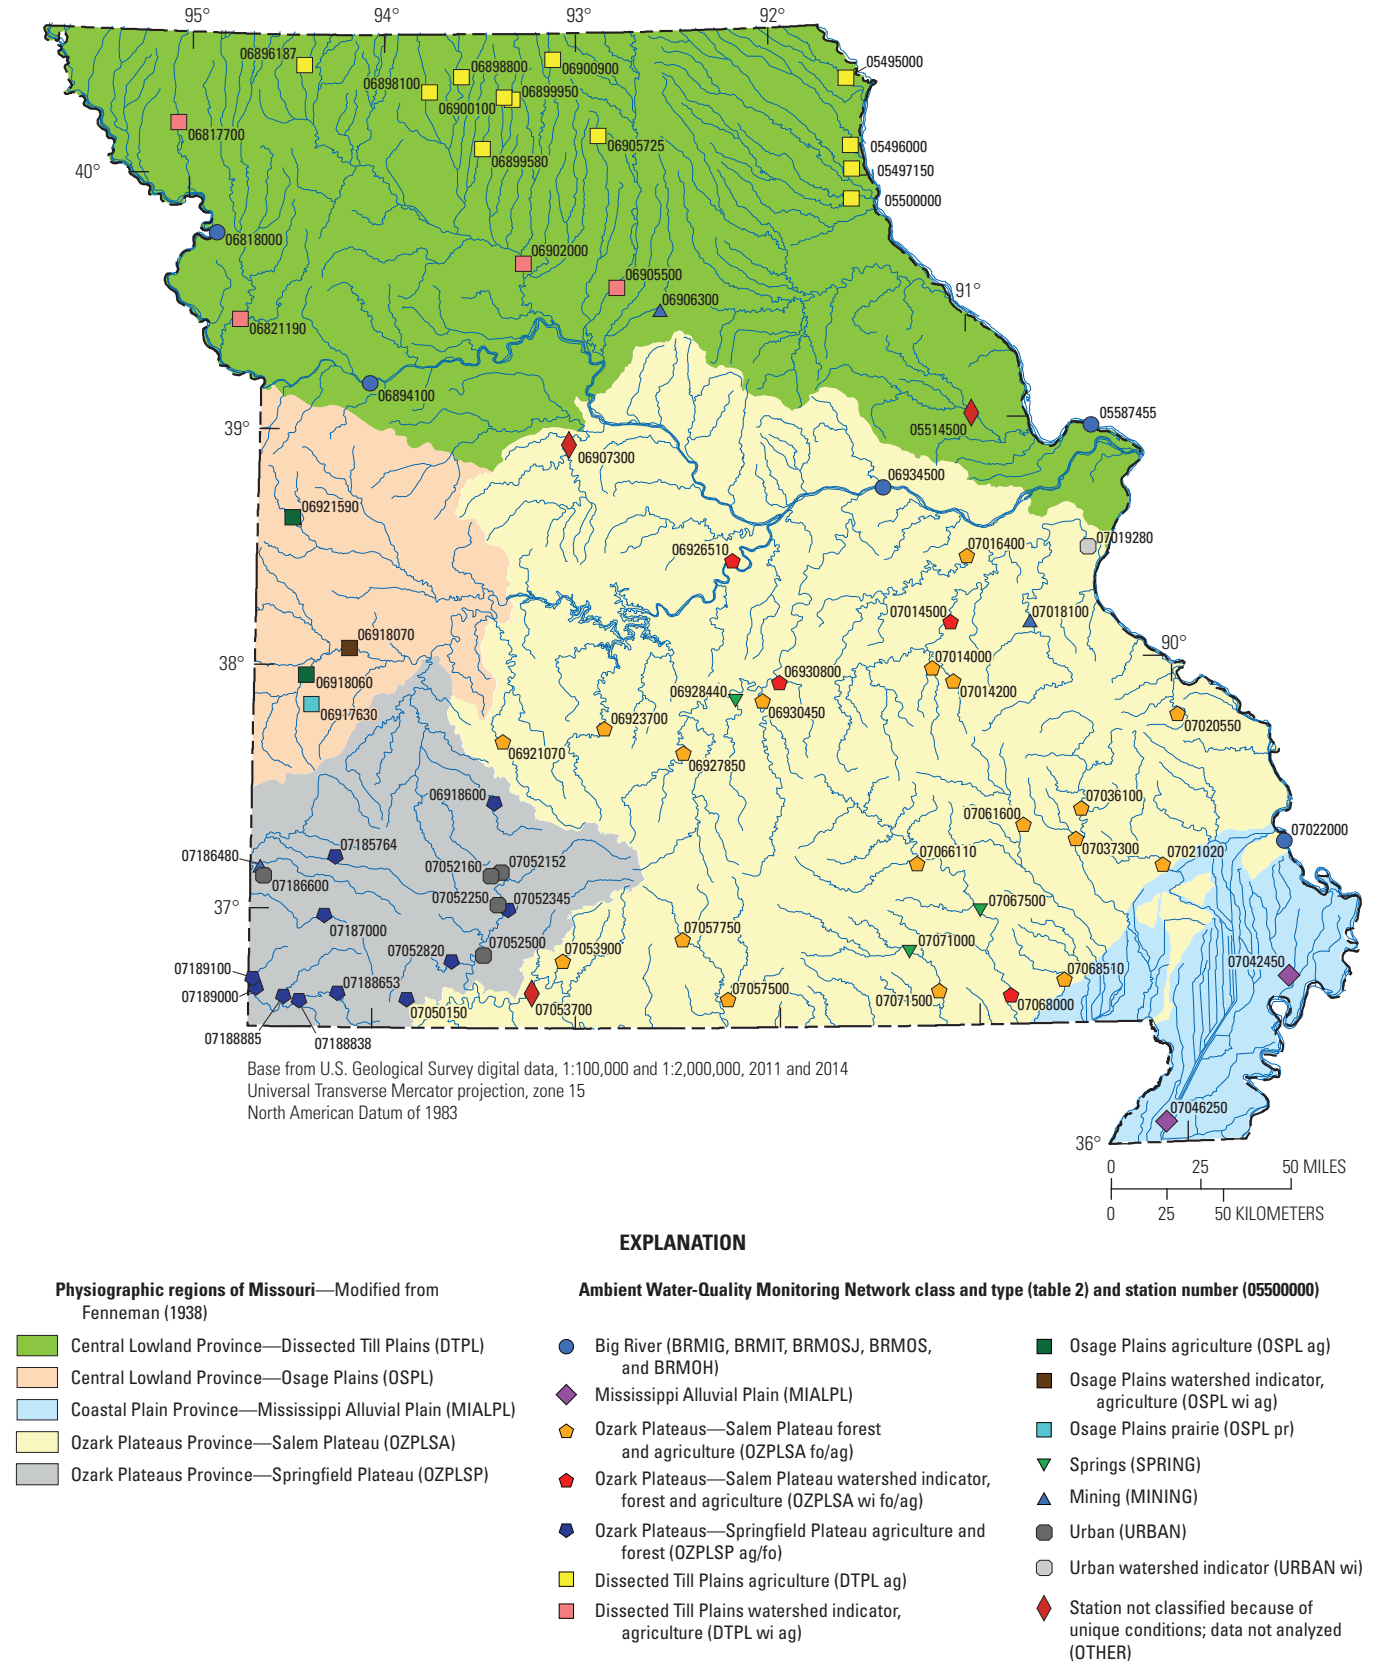 95°
94°
93°
92°
06896187
06898800
06900900
05495000
06898100
06899950
06900100
06817700
06905725
05496000
06899580
05497150
40°
05500000
06818000
06902000
06905500
91°
06906300
06821190
06894100
05587455
39°
05514500
06907300
06934500
06921590
07019280
07016400
06926510
07014500
07018100
06918070
90°
38°
07014000
06930800
06918060
07014200
06928440
06917630
06930450
06923700
07020550
06921070
06927850
06918600
07036100
07061600
07022000
07185764
07037300
07186480
07052160
07052152
07066110
07021020
07186600
07052250
07052345
07067500
37°
07187000
07052500
07057750
07071000
07052820
07053900
07042450
07189100
07068510
07188653
07057500
07189000
07071500
07068000
07050150
07053700
07188885
07188838
Base from U.S. Geological Survey digital data, 1:100,000 and 1:2,000,000, 2011 and 2014
Universal Transverse Mercator projection, zone 15
North American Datum of 1983
07046250
36°
0 25 50 MILES
0 25 50 KILOMETERS
EXPLANATION
Physiographic regions of Missouri—Modified from
Fenneman (1938)
Central Lowland Province—Dissected Till Plains (DTPL)
Central Lowland Province—Osage Plains (OSPL)
Coastal Plain Province—Mississippi Alluvial Plain (MIALPL)
Ozark Plateaus Province—Salem Plateau (OZPLSA)
Ozark Plateaus Province—Springfield Plateau (OZPLSP)
Ambient Water-Quality Monitoring Network class and type (table 2) and station number (05500000)
Big River (BRMIG, BRMIT, BRMOSJ, BRMOS,
and BRMOH)
Mississippi Alluvial Plain (MIALPL)
Ozark Plateaus—Salem Plateau forest
and agriculture (OZPLSA fo/ag)
Ozark Plateaus—Salem Plateau watershed indicator,
forest and agriculture (OZPLSA wi fo/ag)
Ozark Plateaus—Springfield Plateau agriculture and
forest (OZPLSP ag/fo)
Dissected Till Plains agriculture (DTPL ag)
Dissected Till Plains watershed indicator,
agriculture (DTPL wi ag)
Osage Plains agriculture (OSPL ag)
Osage Plains watershed indicator,
agriculture (OSPL wi ag)
Osage Plains prairie (OSPL pr)
Springs (SPRING)
Mining (MINING)
Urban (URBAN)
Urban watershed indicator (URBAN wi)
Station not classified because of
unique conditions; data not analyzed
(OTHER)